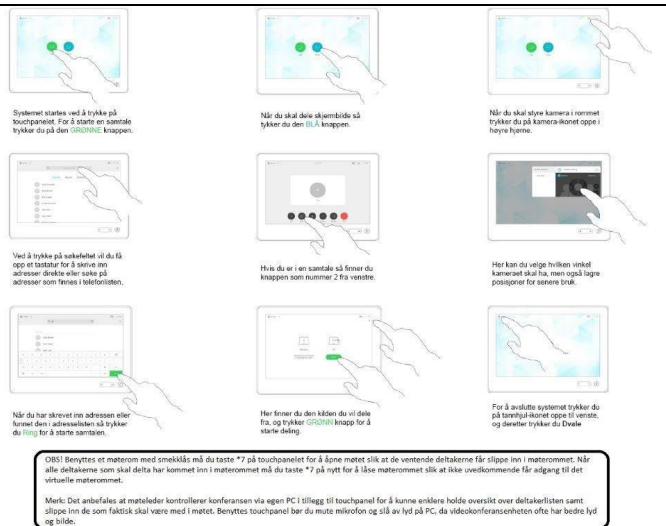 Systemet startes ved å trykke på
touchpanelet. For å starte en samtale
trykker du på den GRØNNE knappen.
Når du skal dele skjermbilde så
tykker du den BLÅ knappen.
Når du skal styre kamera i rommet
trykker du på kamera-ikonet oppe i
høyre hjørne.
Ved å trykke på søkefeltet vil du få
opp et tastatur for å skrive inn
adresser direkte eller søke på
adresser som finnes i telefonlisten.
Hvis du er i en samtale så finner du
knappen som nummer 2 fra venstre.
Her kan du velge hvilken vinkel
kameraet skal ha, men også lagre
posisjoner for senere bruk.
Når du har skrevet inn adressen eller
funnet den i adresselisten så trykker
du Ring for å starte samtalen.
Her finner du den kilden du vil dele
fra, og trykker GRØNN knapp for å
starte deling.
For å avslutte systemet trykker du
på tannhjul-ikonet oppe til venste,
og deretter trykker du Dvale
OBS! Benyttes et møterom med smekklås må du taste *7 på touchpanelet for å åpne møtet slik at de ventende deltakerne får slippe inn i møterommet. Når
alle deltakerne som skal delta har kommet inn i møterommet må du taste *7 på nytt for å låse møterommet slik at ikke uvedkommende får adgang til det
virtuelle møterommet.
Merk: Det anbefales at møteleder kontrollerer konferansen via egen PC i tillegg til touchpanel for å kunne enklere holde oversikt over deltakerlisten samt
slippe inn de som faktisk skal være med i møtet. Benyttes touchpanel bør du mute mikrofon og slå av lyd på PC, da videokonferansenheten ofte har bedre lyd
og bilde.